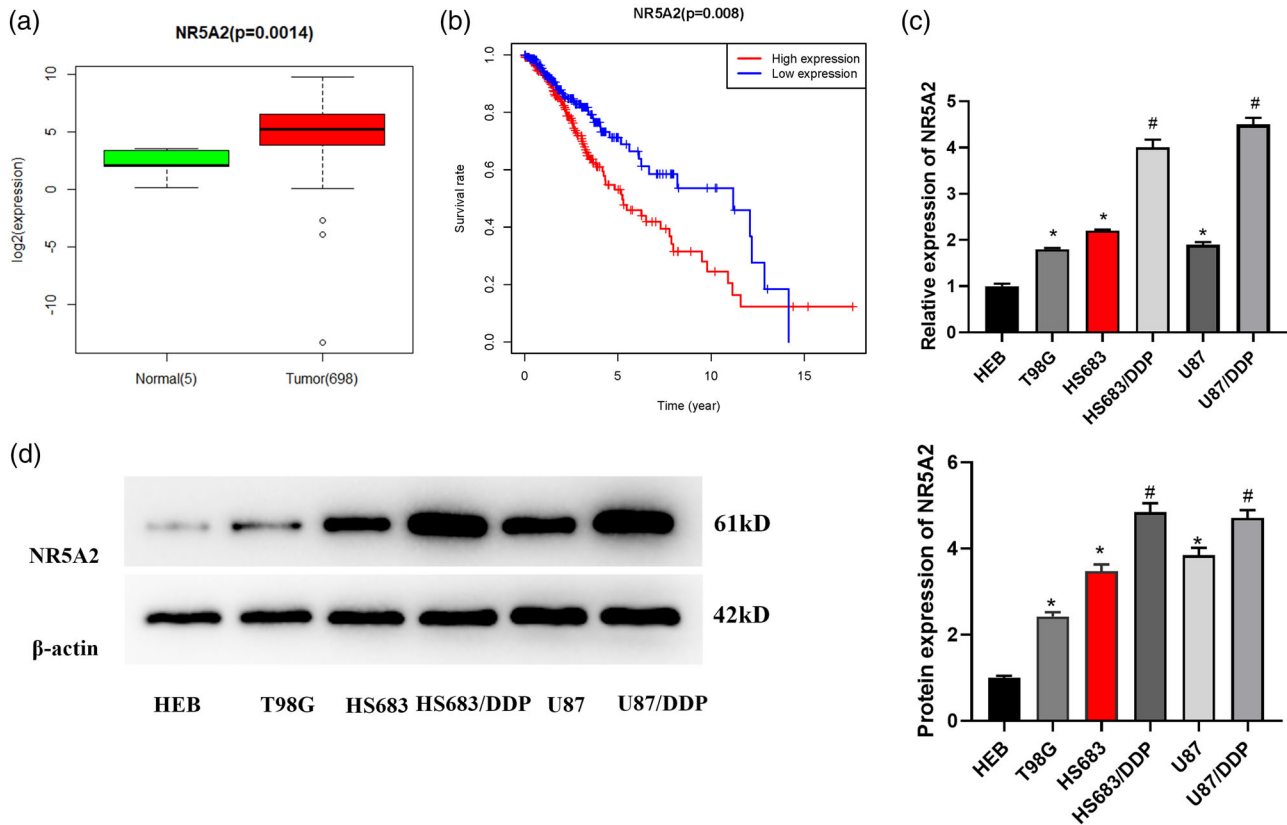 (a)
NR5A2(p=0.0014)
log2(expression)
10
5
0
-5
-10
Normal(5)
Tumor(698)
(b)
NR5A2(p=0.008)
High expression
Low expression
Survival rate
1.0
0.8
0.6
0.4
0.2
0.0
0
5
10
15
Time (year)
(c)
Relative expression of NR5A2
5
4
3
2
1
0
*
*
#
*
#
HEB
T98G
HS683
HS683/DDP
U87
U87/DDP
(d)
NR5A2
61kD
β-actin
42kD
HEB T98G HS683 HS683/DDP U87 U87/DDP
Protein expression of NR5A2
6
4
2
0
*
*
#
*
#
HEB
T98G
HS683
HS683/DDP
U87
U87/DDP